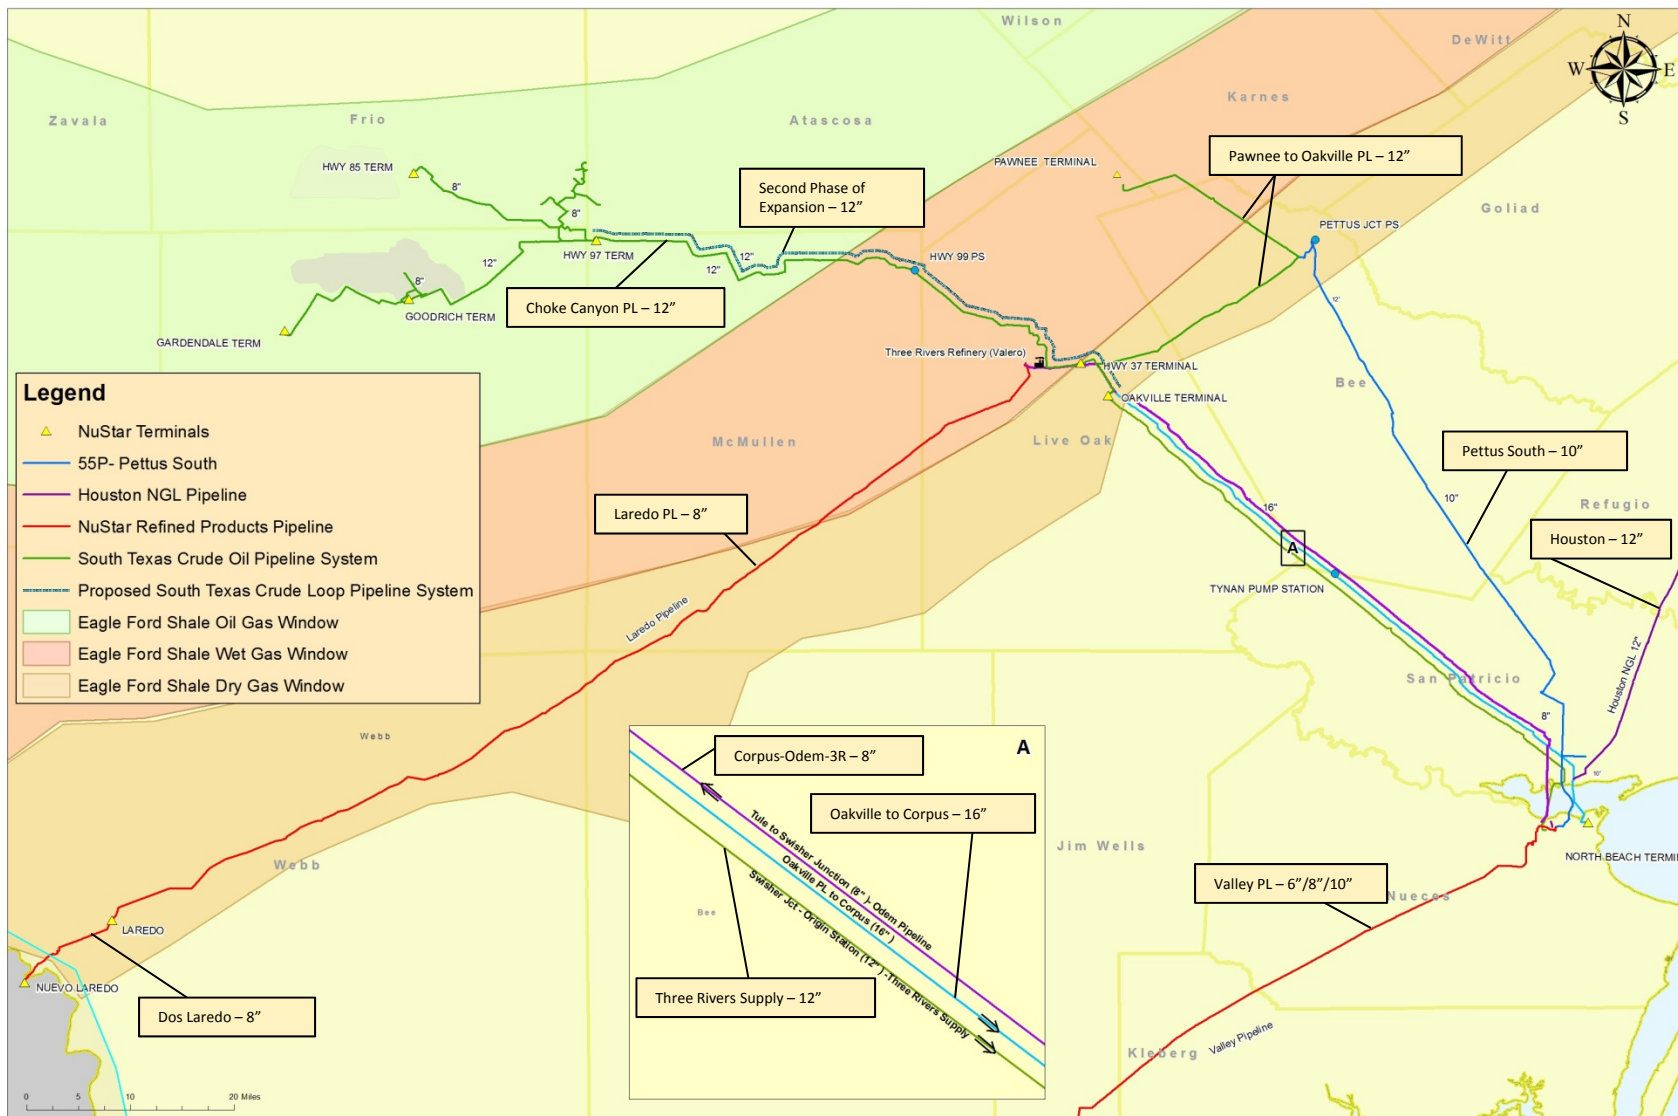 Wilson
DeWitt
N
W
E
S
Karnes
Zavala
Frio
Atascosa
HWY 85 TERM
8"
PAWNEE TERMINAL
Pawnee to Oakville PL – 12”
Second Phase of
Expansion – 12”
Goliad
8"
PETTUS JCT PS
HWY 97 TERM
12"
12"
12"
HWY 99 PS
8"
Choke Canyon PL – 12”
12"
GOODRICH TERM
GARDENDALE TERM
Three Rivers Refinery (Valero)
HWY 37 TERMINAL
Bee
OAKVILLE TERMINAL
Legend
NuStar Terminals
55P- Pettus South
Houston NGL Pipeline
NuStar Refined Products Pipeline
South Texas Crude Oil Pipeline System
Proposed South Texas Crude Loop Pipeline System
Eagle Ford Shale Oil Gas Window
Eagle Ford Shale Wet Gas Window
Eagle Ford Shale Dry Gas Window
McMullen
Live Oak
Pettus South – 10”
10"
Laredo PL – 8”
16"
Refugio
Houston – 12”
A
TYNAN PUMP STATION
Laredo Pipeline
San Patricio
Houston NGL 12"
8"
Webb
10"
A
Corpus-Odem-3R – 8”
Oakville to Corpus – 16”
Tule to Swisher Junction (8" )- Odem Pipeline
Oakville PL to Corpus (16" )
Swisher Jct - Origin Station (12" ) -Three Rivers Supply
Bee
Three Rivers Supply – 12”
Jim Wells
NORTH BEACH TERMI
Valley PL – 6”/8”/10”
Nueces
Webb
LAREDO
NUEVO LAREDO
Dos Laredo – 8”
Kleberg
Valley Pipeline
0 5 10 20 Miles